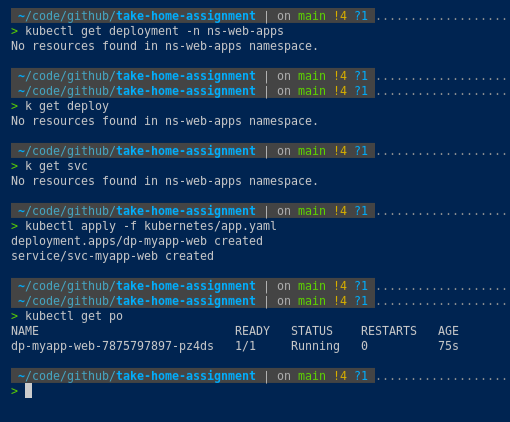 ~/code/github/take-home-assignment | on main !4 ?1 ...................
> kubectl get deployment -n ns-web-apps
No resources found in ns-web-apps namespace.
~/code/github/take-home-assignment | on main !4 ?1 ...................
~/code/github/take-home-assignment | on main !4 ?1 ...................
> k get deploy
No resources found in ns-web-apps namespace.
~/code/github/take-home-assignment | on main !4 ?1 ...................
> k get svc
No resources found in ns-web-apps namespace.
~/code/github/take-home-assignment | on main !4 ?1 ...................
> kubectl apply -f kubernetes/app.yaml
deployment.apps/dp-myapp-web created
service/svc-myapp-web created
~/code/github/take-home-assignment | on main !4 ?1 ...................
~/code/github/take-home-assignment | on main !4 ?1 ...................
> kubectl get po
NAME                            READY   STATUS    RESTARTS   AGE
dp-myapp-web-7875797897-pz4ds   1/1     Running   0          75s
~/code/github/take-home-assignment | on main !4 ?1 ...................
>